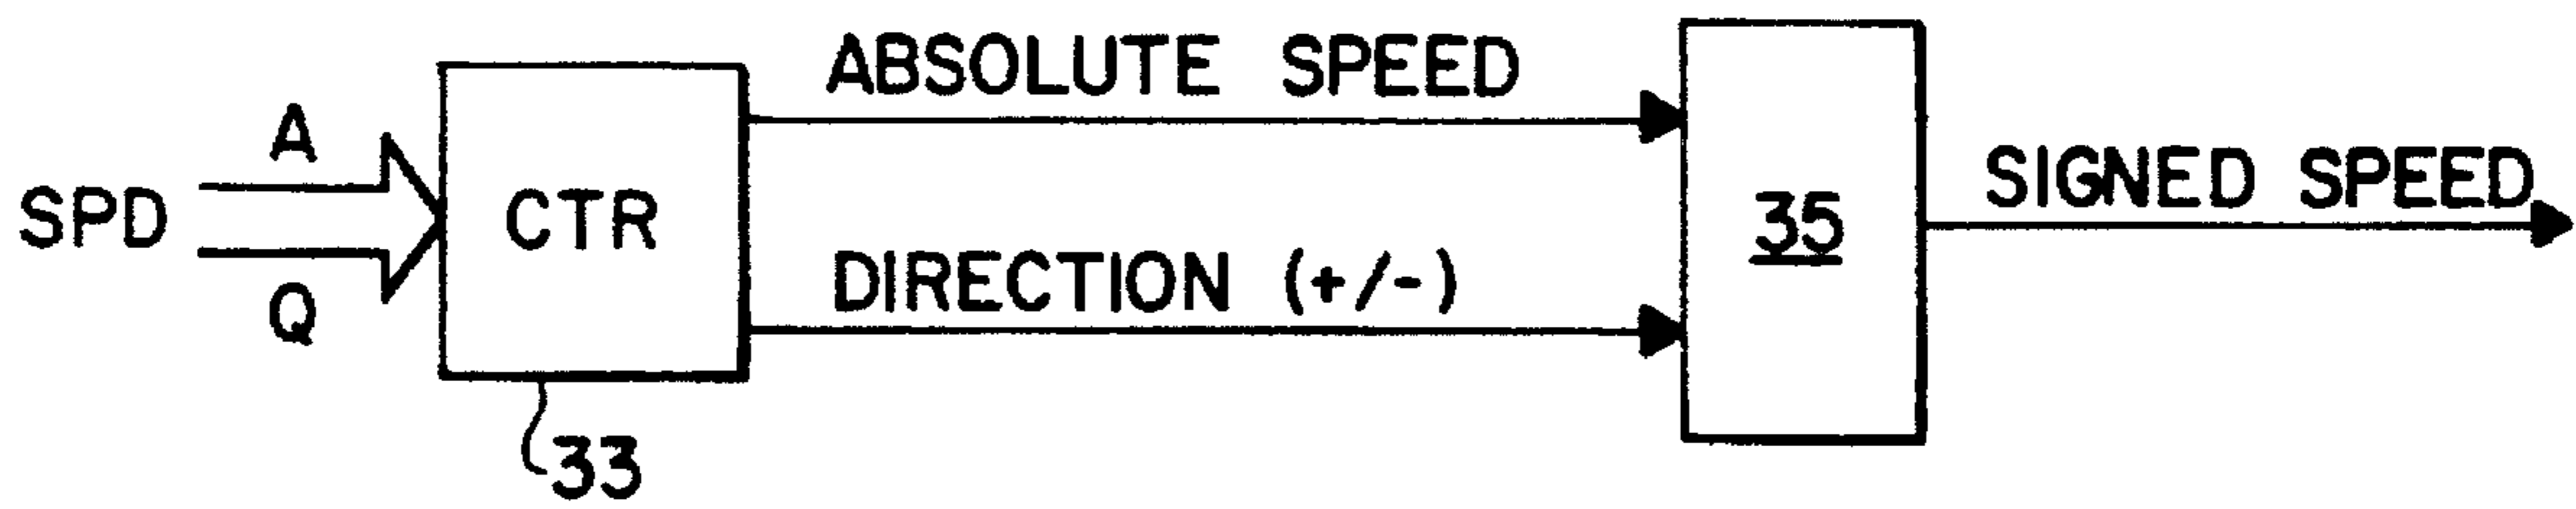 SPD
A
Q
CTR
33
ABSOLUTE SPEED
DIRECTION (+/-)
35
SIGNED SPEED